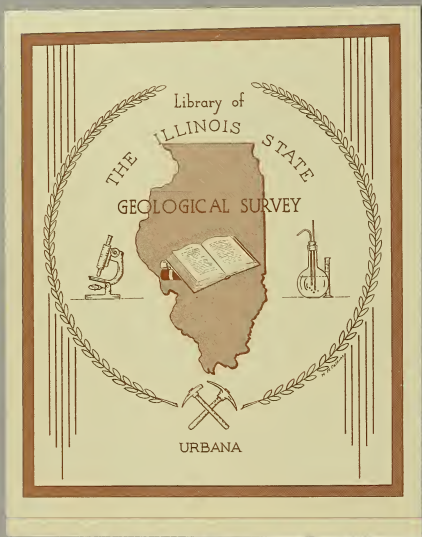 Library of
THE ILLINOIS STATE
GEOLOGICAL SURVEY
URBANA